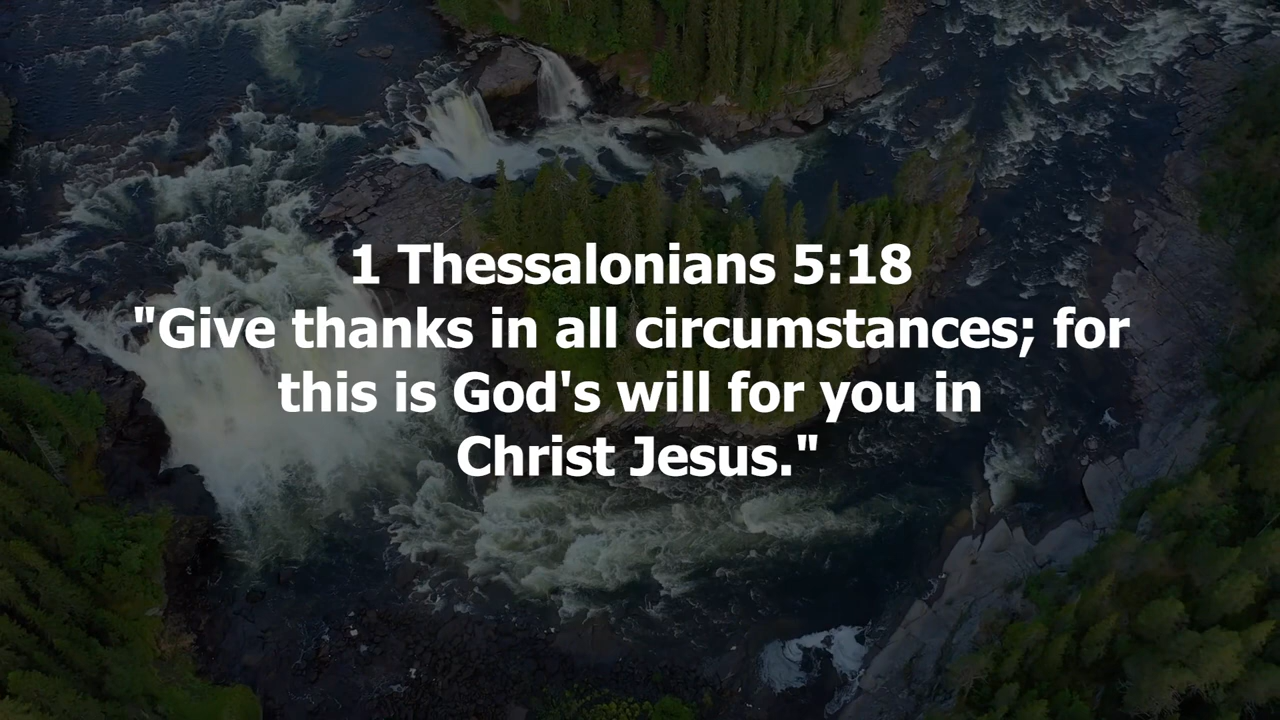 1 Thessalonians 5:18
"Give thanks in all circumstances; for
this is God's will for you in
Christ Jesus."